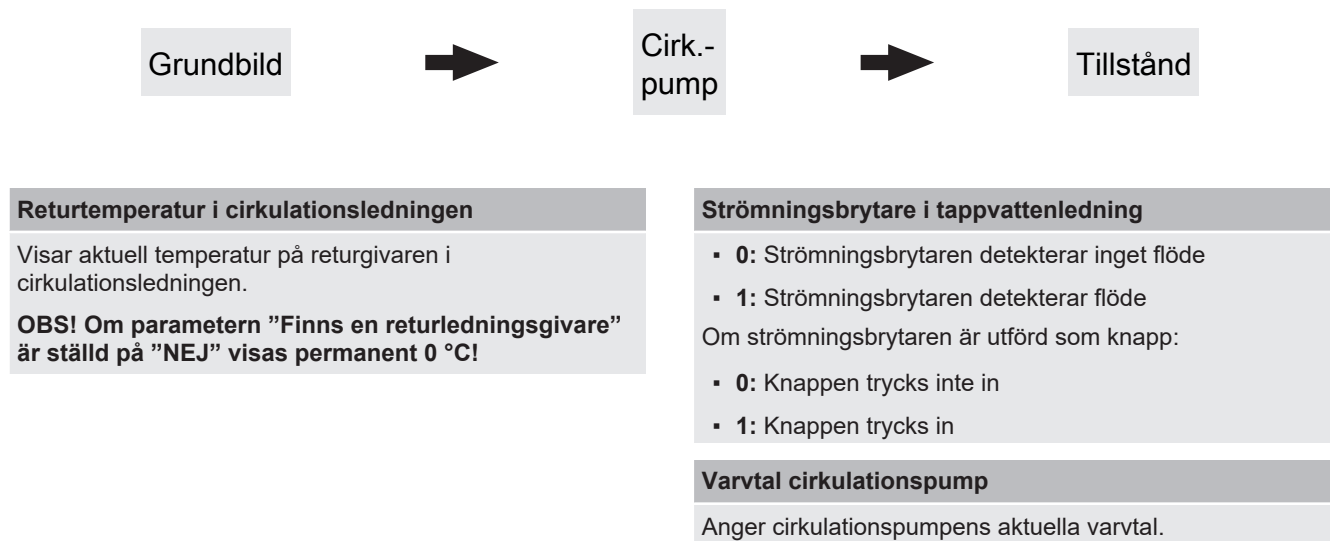 Grundbild
Cirk.-
pump
Tillstånd
Returtemperatur i cirkulationsledningen
Visar aktuell temperatur på returgivaren i
cirkulationsledningen.
OBS! Om parametern ”Finns en returledningsgivare”
är ställd på ”NEJ” visas permanent 0 °C!
Strömningsbrytare i tappvattenledning
▪ 0: Strömningsbrytaren detekterar inget flöde
▪ 1: Strömningsbrytaren detekterar flöde
Om strömningsbrytaren är utförd som knapp:
▪ 0: Knappen trycks inte in
▪ 1: Knappen trycks in
Varvtal cirkulationspump
Anger cirkulationspumpens aktuella varvtal.